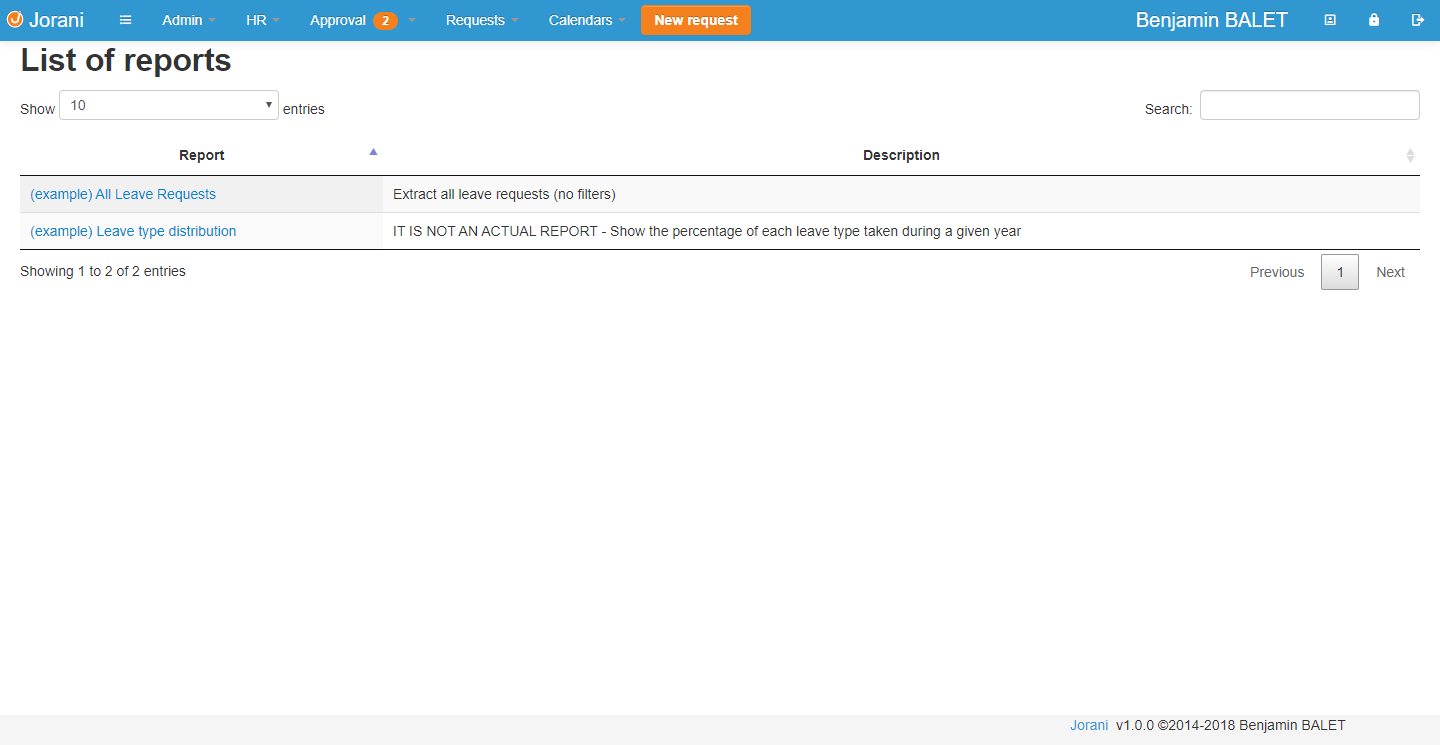 Jorani Admin HR Approval 2 Requests Calendars New request Benjamin BALET
List of reports
Show 10 entries Search:
Report Description
(example) All Leave Requests Extract all leave requests (no filters)
(example) Leave type distribution IT IS NOT AN ACTUAL REPORT - Show the percentage of each leave type taken during a given year
Showing 1 to 2 of 2 entries Previous 1 Next
Jorani v1.0.0 ©2014-2018 Benjamin BALET